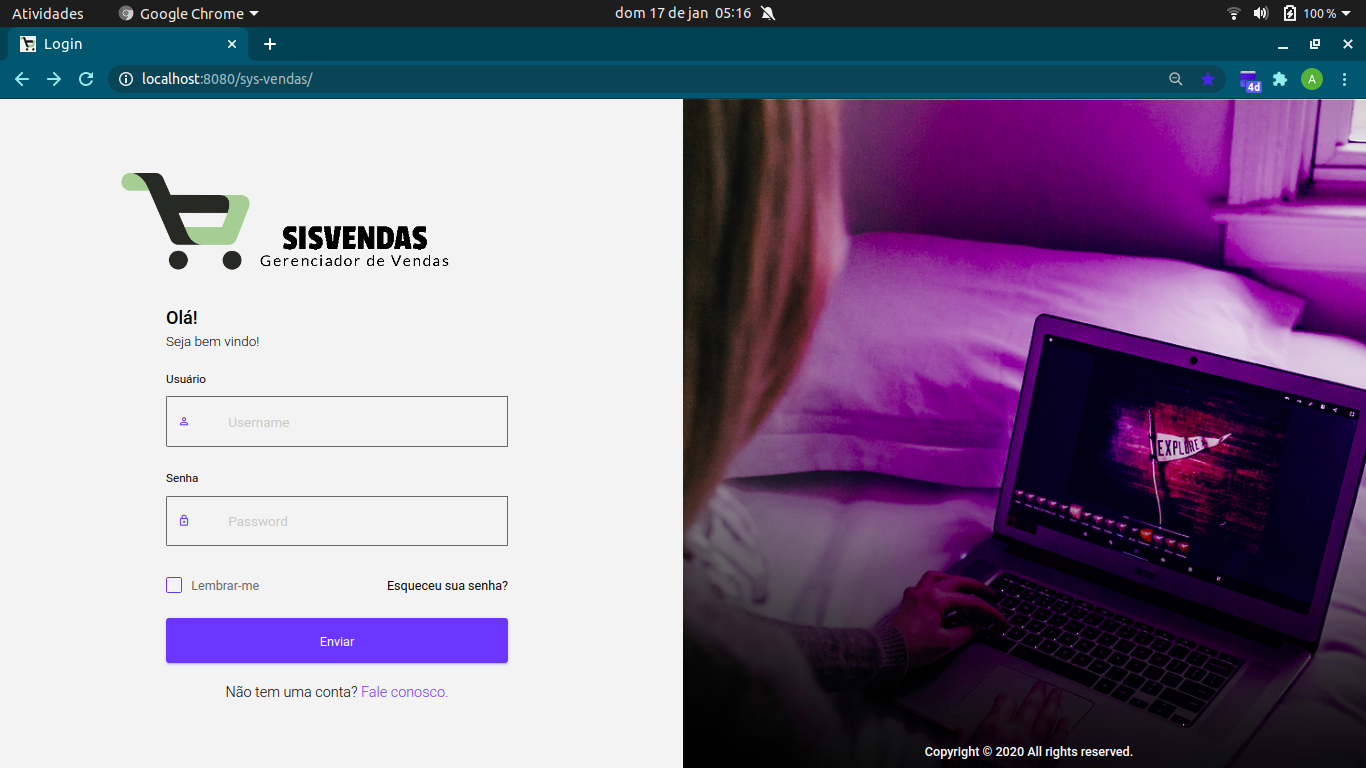 Atividades
Google Chrome
dom 17 de jan 05:16
100 %
Login
localhost:8080/sys-vendas/
4d
A
SISVENDAS
Gerenciador de Vendas
Olá!
Seja bem vindo!
Usuário
Username
Senha
Password
Lembrar-me
Esqueceu sua senha?
Enviar
Não tem uma conta? Fale conosco.
EXPLORE
acer
Copyright © 2020 All rights reserved.